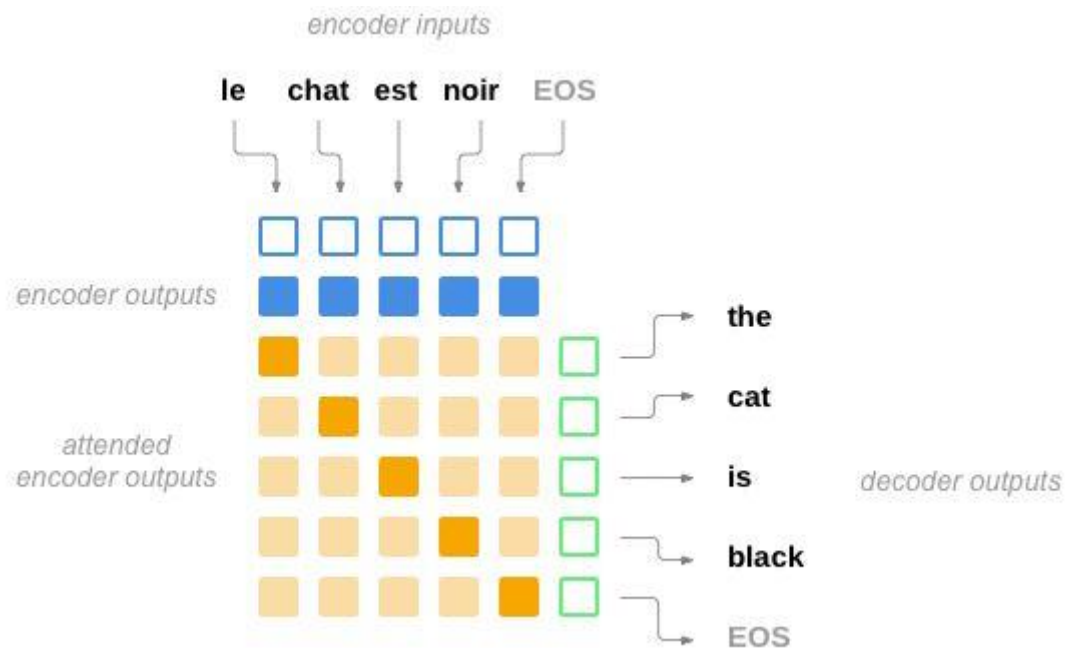 encoder inputs
le chat est noir EOS
encoder outputs
the
cat
attended
encoder outputs
is
decoder outputs
black
EOS